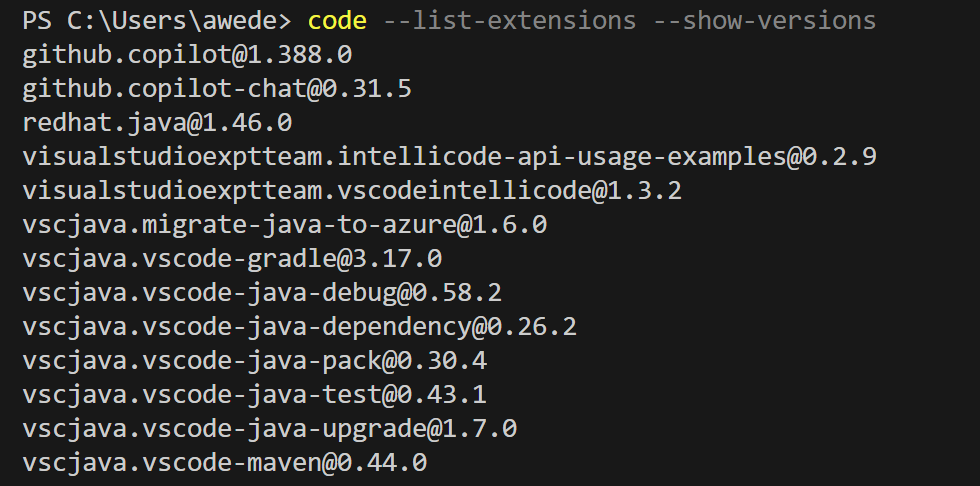 PS C:\Users\awede> code --list-extensions --show-versions
github.copilot@1.388.0
github.copilot-chat@0.31.5
redhat.java@1.46.0
visualstudioexptteam.intellicode-api-usage-examples@0.2.9
visualstudioexptteam.vscodeintellicode@1.3.2
vscjava.migrate-java-to-azure@1.6.0
vscjava.vscode-gradle@3.17.0
vscjava.vscode-java-debug@0.58.2
vscjava.vscode-java-dependency@0.26.2
vscjava.vscode-java-pack@0.30.4
vscjava.vscode-java-test@0.43.1
vscjava.vscode-java-upgrade@1.7.0
vscjava.vscode-maven@0.44.0